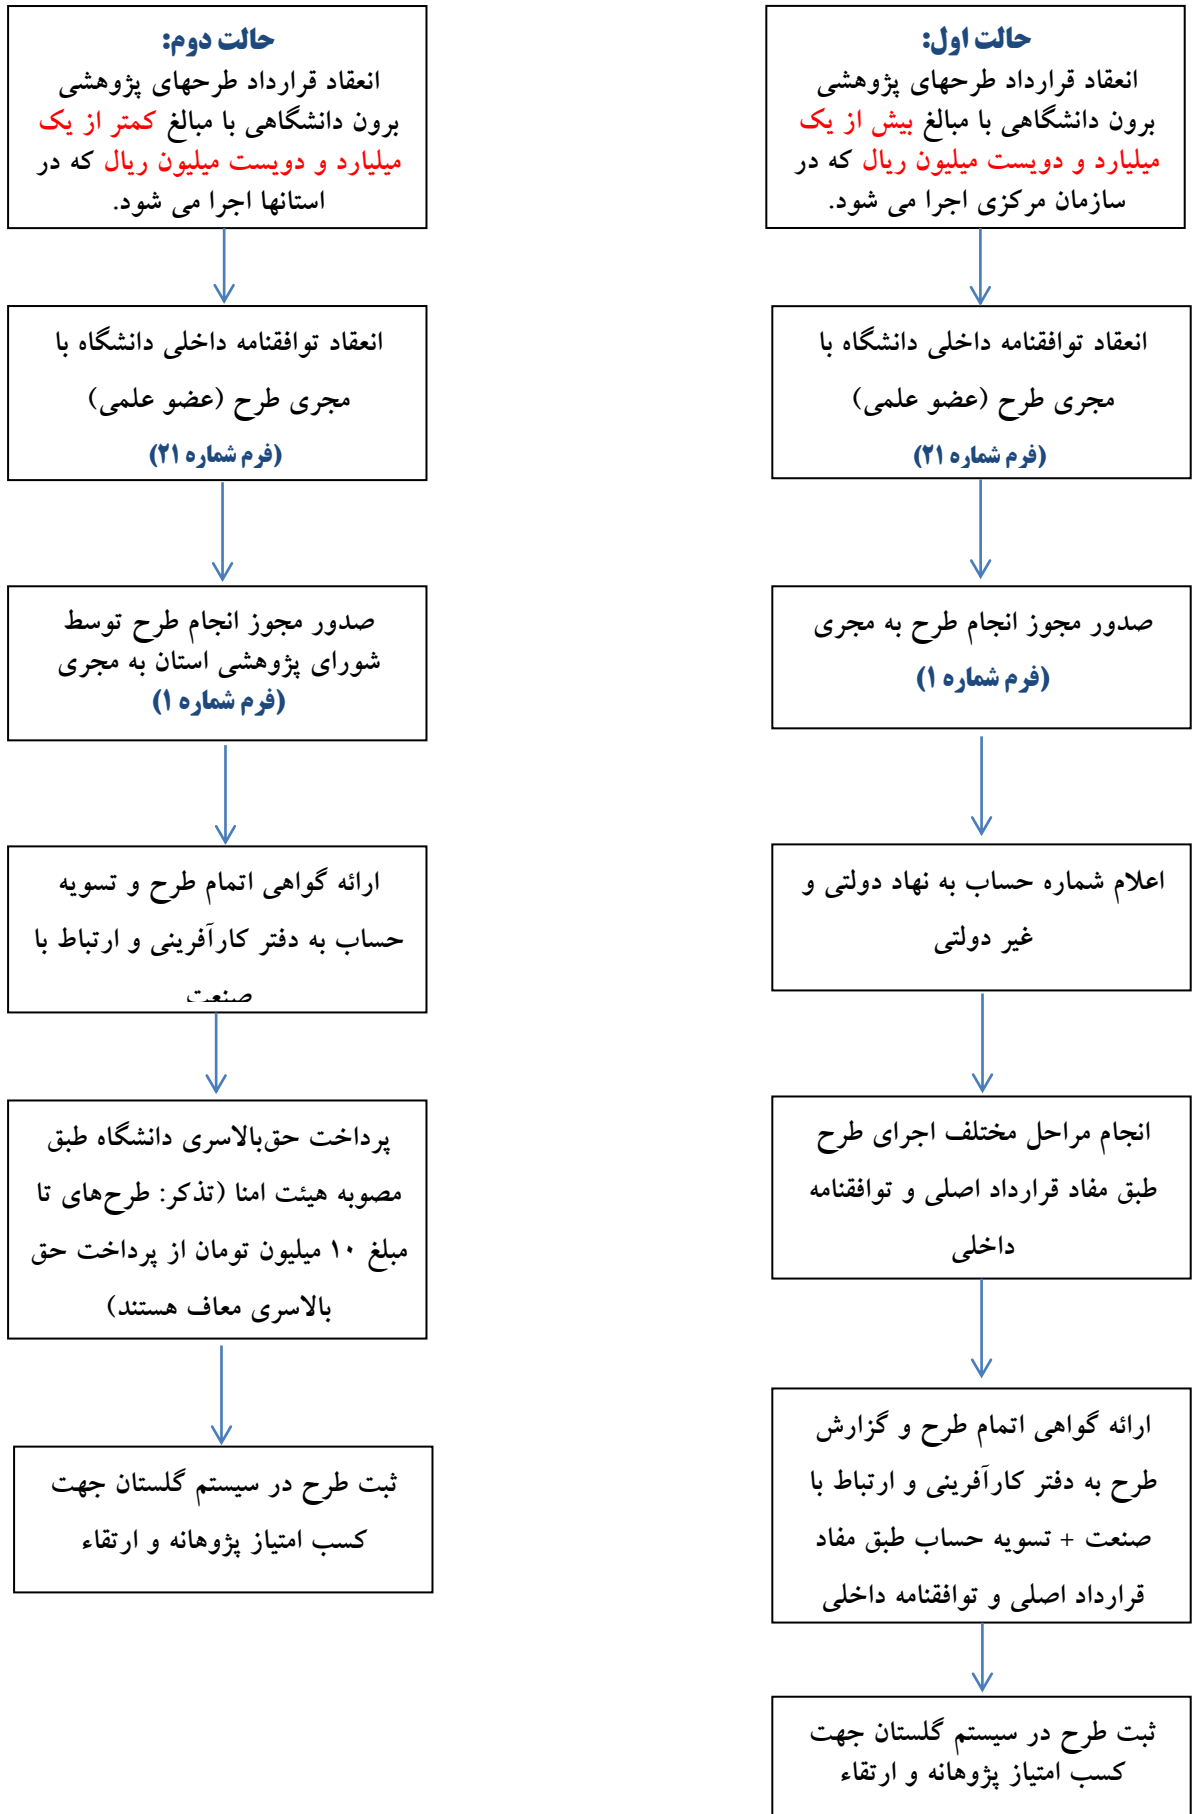 حالت اول:
انعقاد قرارداد طرحهای پژوهشی
برون دانشگاهی با مبالغ بیش از یک
میلیارد و دویست میلیون ریال که در
سازمان مرکزی اجرا می شود.
انعقاد توافقنامه داخلی دانشگاه با
مجری طرح (عضو علمی)
(فرم شماره ۲۱)
صدور مجوز انجام طرح به مجری
(فرم شماره ۱)
اعلام شماره حساب به نهاد دولتی و
غیر دولتی
انجام مراحل مختلف اجرای طرح
طبق مفاد قرارداد اصلی و توافقنامه
داخلی
ارائه گواهی اتمام طرح و گزارش
طرح به دفتر کارآفرینی و ارتباط با
صنعت + تسویه حساب طبق مفاد
قرارداد اصلی و توافقنامه داخلی
ثبت طرح در سیستم گلستان جهت
کسب امتیاز پژوهانه و ارتقاء
حالت دوم:
انعقاد قرارداد طرحهای پژوهشی
برون دانشگاهی با مبالغ کمتر از یک
میلیارد و دویست میلیون ریال که در
استانها اجرا می شود.
انعقاد توافقنامه داخلی دانشگاه با
مجری طرح (عضو علمی)
(فرم شماره ۲۱)
صدور مجوز انجام طرح توسط
شورای پژوهشی استان به مجری
(فرم شماره ۱)
ارائه گواهی اتمام طرح و تسویه
حساب به دفتر کارآفرینی و ارتباط با
صنعت
پرداخت حق‌بالاسری دانشگاه طبق
مصوبه هیئت امنا (تذکر: طرح‌های تا
مبلغ ۱۰ میلیون تومان از پرداخت حق
بالاسری معاف هستند)
ثبت طرح در سیستم گلستان جهت
کسب امتیاز پژوهانه و ارتقاء